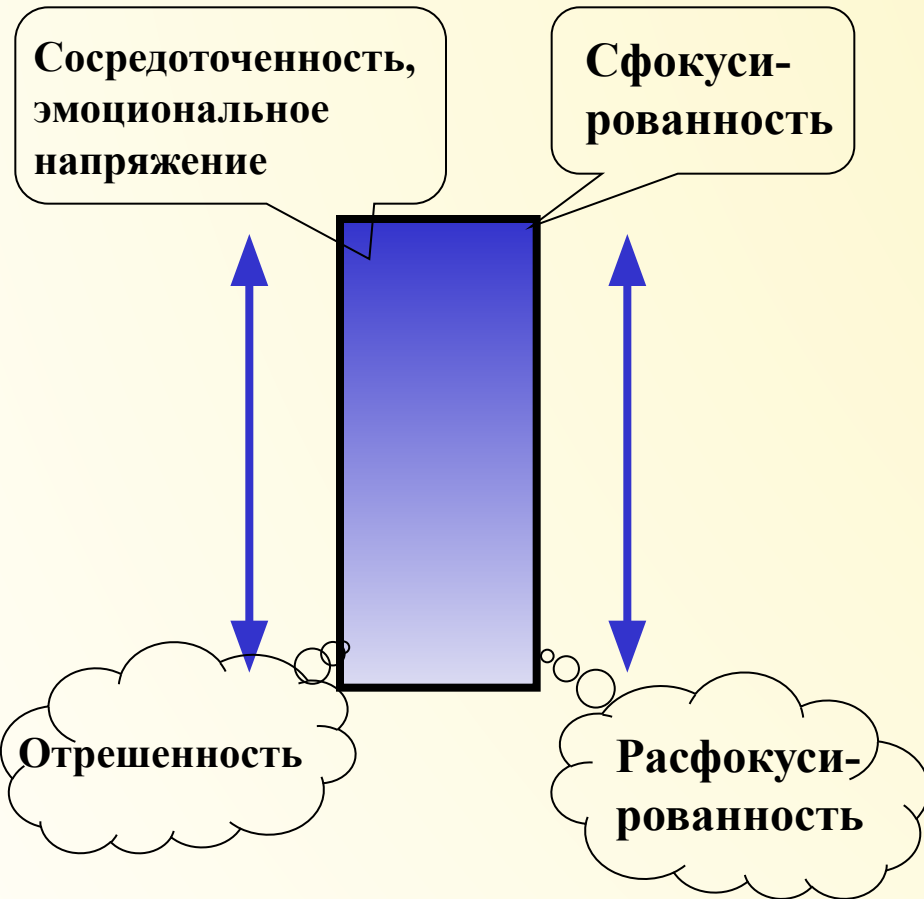 Сосредоточенность,
эмоциональное
напряжение
Сфокуси-
рованность
Отрешенность
Расфокуси-
рованность